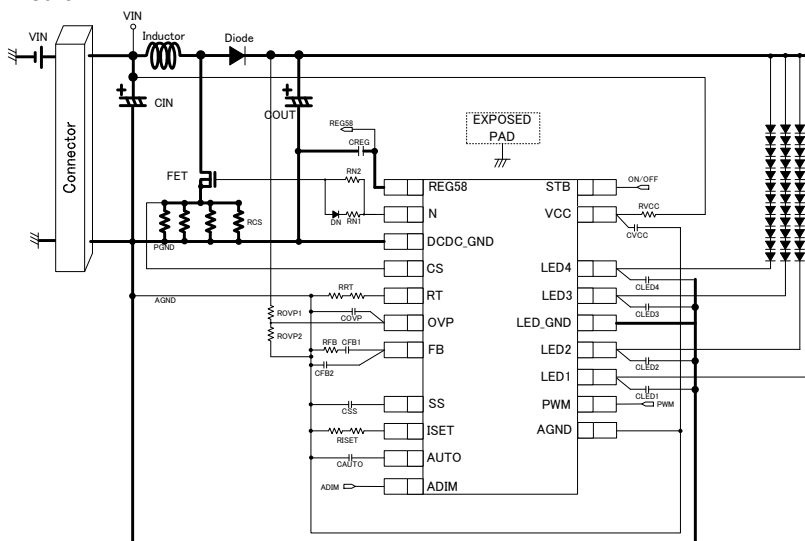 VIN
VIN
Inductor
Diode
CIN
COUT
Connector
REG58
CREG
EXPOSED
PAD
FET
RN2
DN
RN1
RCS
PGND
REG58
STB
ON/OFF
N
VCC
RVCC
CVCC
DCDC_GND
CS
LED4
CLED4
AGND
RRT
RT
LED3
CLED3
ROVP1
COVP
OVP
LED_GND
ROVP2
RFB
CFB1
CFB2
FB
LED2
CLED2
LED1
CLED1
CSS
SS
PWM
PWM
RISET
ISET
AGND
CAUTO
AUTO
ADIM
ADIM